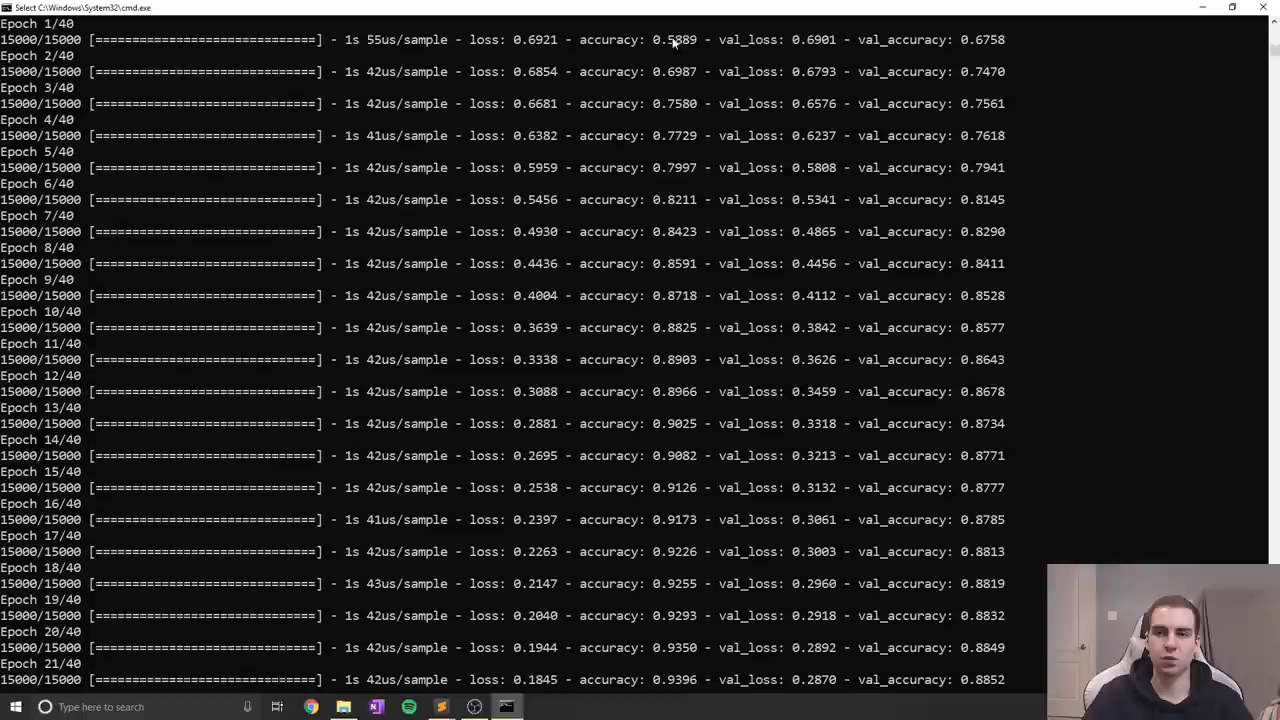 Select C:\Windows\System32\cmd.exe
Epoch 1/40
15000/15000 [==============================] - 1s 55us/sample - loss: 0.6921 - accuracy: 0.5889 - val_loss: 0.6901 - val_accuracy: 0.6758
Epoch 2/40
15000/15000 [==============================] - 1s 42us/sample - loss: 0.6854 - accuracy: 0.6987 - val_loss: 0.6793 - val_accuracy: 0.7470
Epoch 3/40
15000/15000 [==============================] - 1s 42us/sample - loss: 0.6681 - accuracy: 0.7580 - val_loss: 0.6576 - val_accuracy: 0.7561
Epoch 4/40
15000/15000 [==============================] - 1s 41us/sample - loss: 0.6382 - accuracy: 0.7729 - val_loss: 0.6237 - val_accuracy: 0.7618
Epoch 5/40
15000/15000 [==============================] - 1s 42us/sample - loss: 0.5959 - accuracy: 0.7997 - val_loss: 0.5808 - val_accuracy: 0.7941
Epoch 6/40
15000/15000 [==============================] - 1s 42us/sample - loss: 0.5456 - accuracy: 0.8211 - val_loss: 0.5341 - val_accuracy: 0.8145
Epoch 7/40
15000/15000 [==============================] - 1s 42us/sample - loss: 0.4930 - accuracy: 0.8423 - val_loss: 0.4865 - val_accuracy: 0.8290
Epoch 8/40
15000/15000 [==============================] - 1s 42us/sample - loss: 0.4436 - accuracy: 0.8591 - val_loss: 0.4456 - val_accuracy: 0.8411
Epoch 9/40
15000/15000 [==============================] - 1s 42us/sample - loss: 0.4004 - accuracy: 0.8718 - val_loss: 0.4112 - val_accuracy: 0.8528
Epoch 10/40
15000/15000 [==============================] - 1s 42us/sample - loss: 0.3639 - accuracy: 0.8825 - val_loss: 0.3842 - val_accuracy: 0.8577
Epoch 11/40
15000/15000 [==============================] - 1s 42us/sample - loss: 0.3338 - accuracy: 0.8903 - val_loss: 0.3626 - val_accuracy: 0.8643
Epoch 12/40
15000/15000 [==============================] - 1s 42us/sample - loss: 0.3088 - accuracy: 0.8966 - val_loss: 0.3459 - val_accuracy: 0.8678
Epoch 13/40
15000/15000 [==============================] - 1s 42us/sample - loss: 0.2881 - accuracy: 0.9025 - val_loss: 0.3318 - val_accuracy: 0.8734
Epoch 14/40
15000/15000 [==============================] - 1s 42us/sample - loss: 0.2695 - accuracy: 0.9082 - val_loss: 0.3213 - val_accuracy: 0.8771
Epoch 15/40
15000/15000 [==============================] - 1s 42us/sample - loss: 0.2538 - accuracy: 0.9126 - val_loss: 0.3132 - val_accuracy: 0.8777
Epoch 16/40
15000/15000 [==============================] - 1s 41us/sample - loss: 0.2397 - accuracy: 0.9173 - val_loss: 0.3061 - val_accuracy: 0.8785
Epoch 17/40
15000/15000 [==============================] - 1s 42us/sample - loss: 0.2263 - accuracy: 0.9226 - val_loss: 0.3003 - val_accuracy: 0.8813
Epoch 18/40
15000/15000 [==============================] - 1s 43us/sample - loss: 0.2147 - accuracy: 0.9255 - val_loss: 0.2960 - val_accuracy: 0.8819
Epoch 19/40
15000/15000 [==============================] - 1s 42us/sample - loss: 0.2040 - accuracy: 0.9293 - val_loss: 0.2918 - val_accuracy: 0.8832
Epoch 20/40
15000/15000 [==============================] - 1s 42us/sample - loss: 0.1944 - accuracy: 0.9350 - val_loss: 0.2892 - val_accuracy: 0.8849
Epoch 21/40
15000/15000 [==============================] - 1s 42us/sample - loss: 0.1845 - accuracy: 0.9396 - val_loss: 0.2870 - val_accuracy: 0.8852
Type here to search